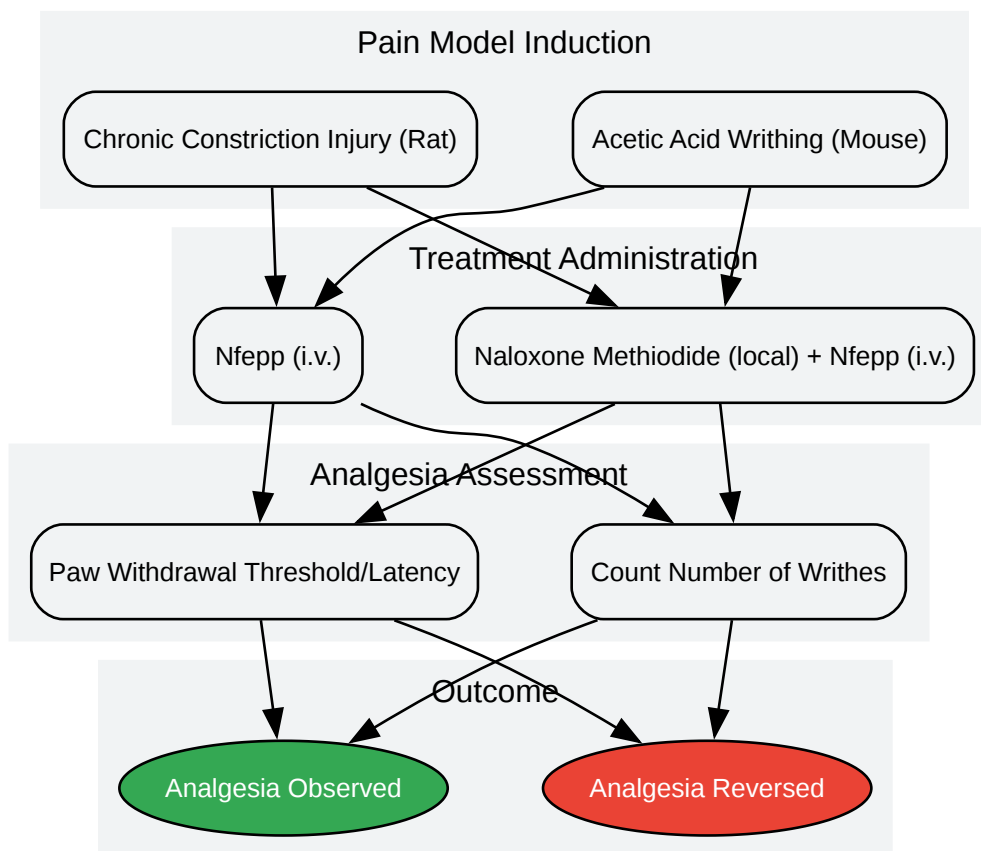 Pain Model Induction
Chronic Constriction Injury (Rat)
Acetic Acid Writhing (Mouse)
Treatment Administration
Nfepp (i.v.)
Naloxone Methiodide (local) + Nfepp (i.v.)
Analgesia Assessment
Paw Withdrawal Threshold/Latency
Count Number of Writhes
Outcome
Analgesia Observed
Analgesia Reversed